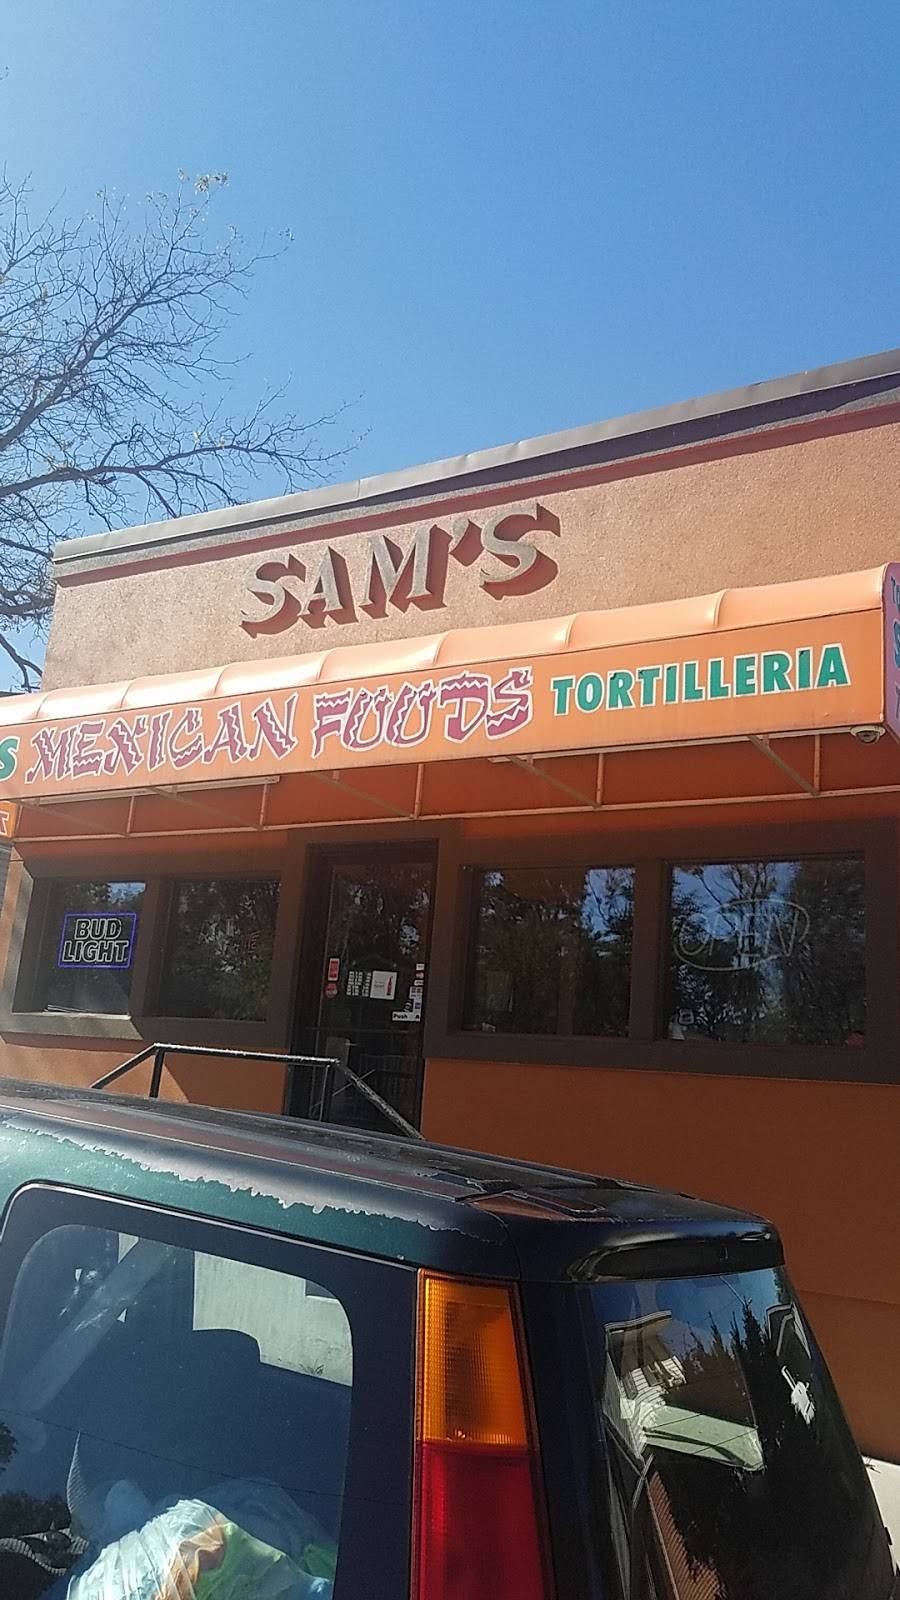 SAM'S
MEXICAN FOODS TORTILLERIA
BUD
LIGHT
OPEN
Push